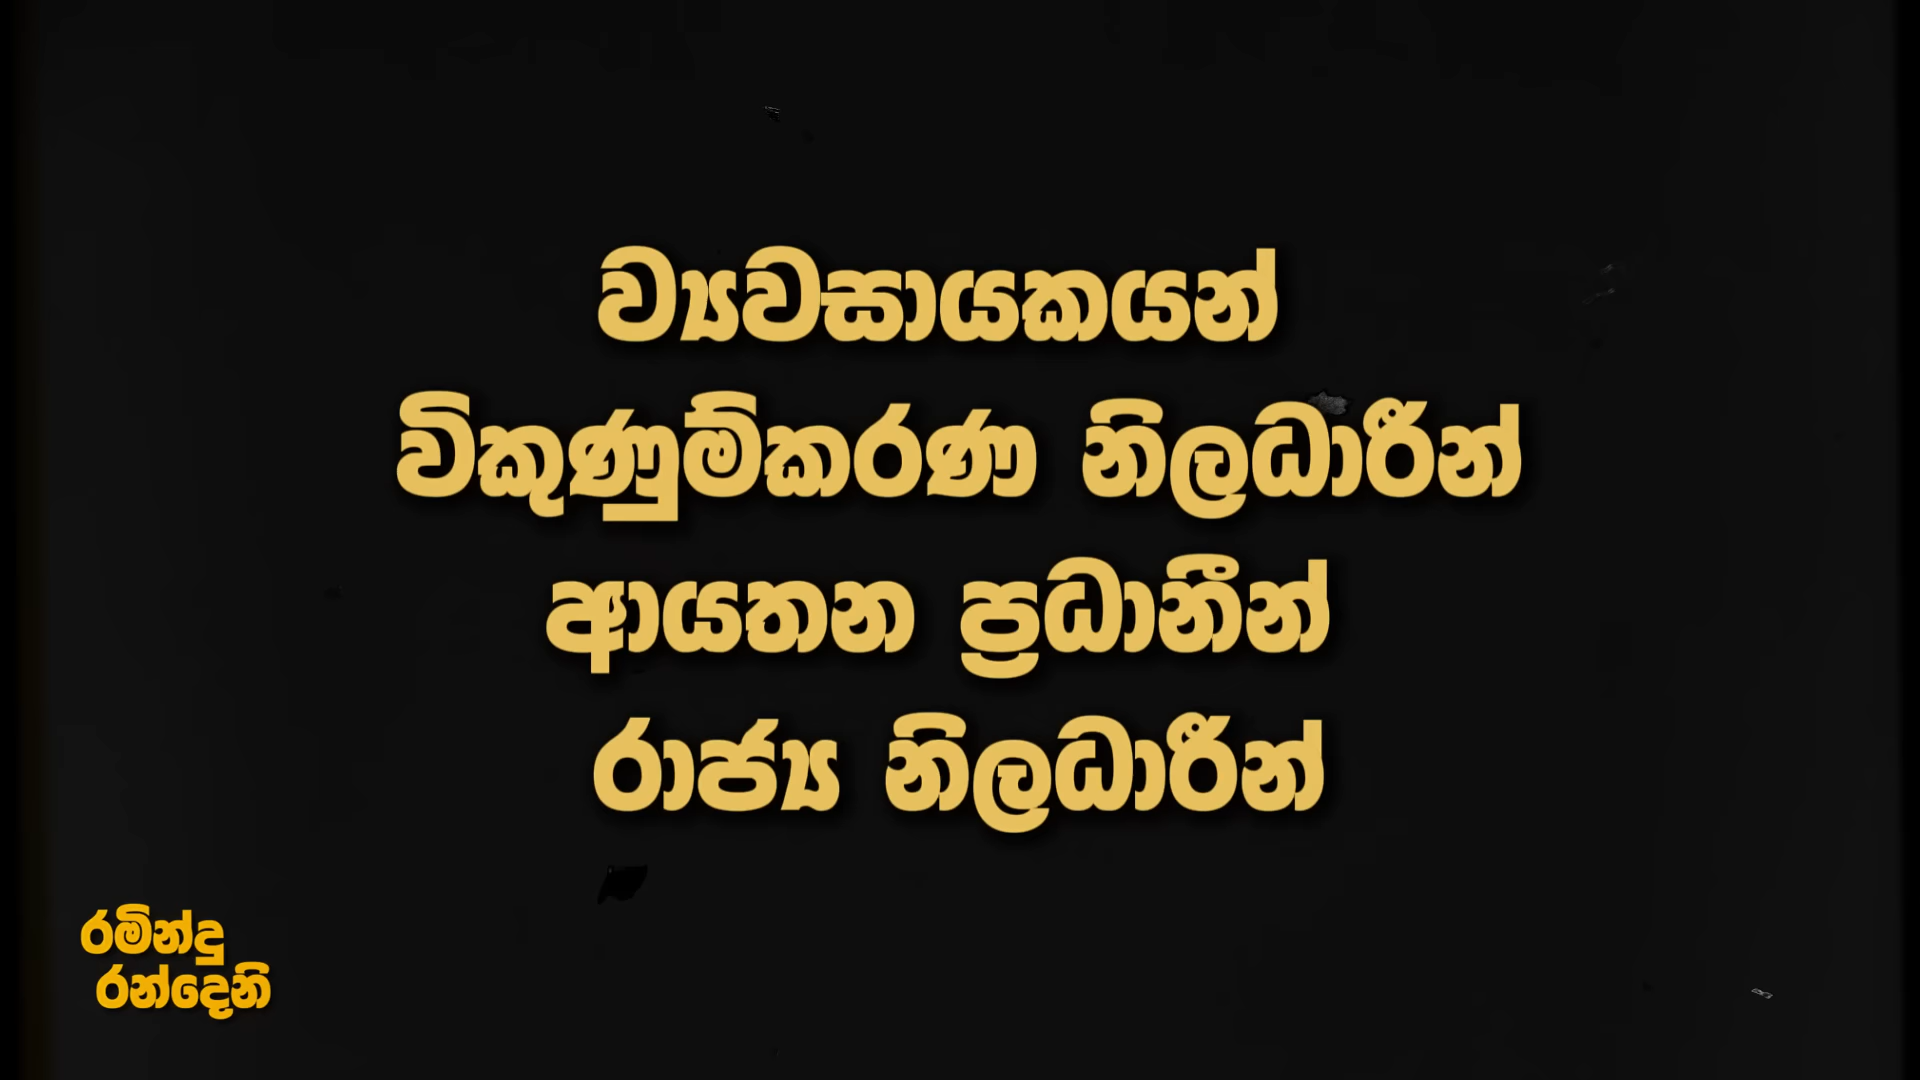 ව්‍යවසායකයන්
විකුණුම්කරණ නිලධාරීන්
ආයතන ප්‍රධානීන්
රාජ්‍ය නිලධාරීන්
රමින්දු
රන්දෙනි